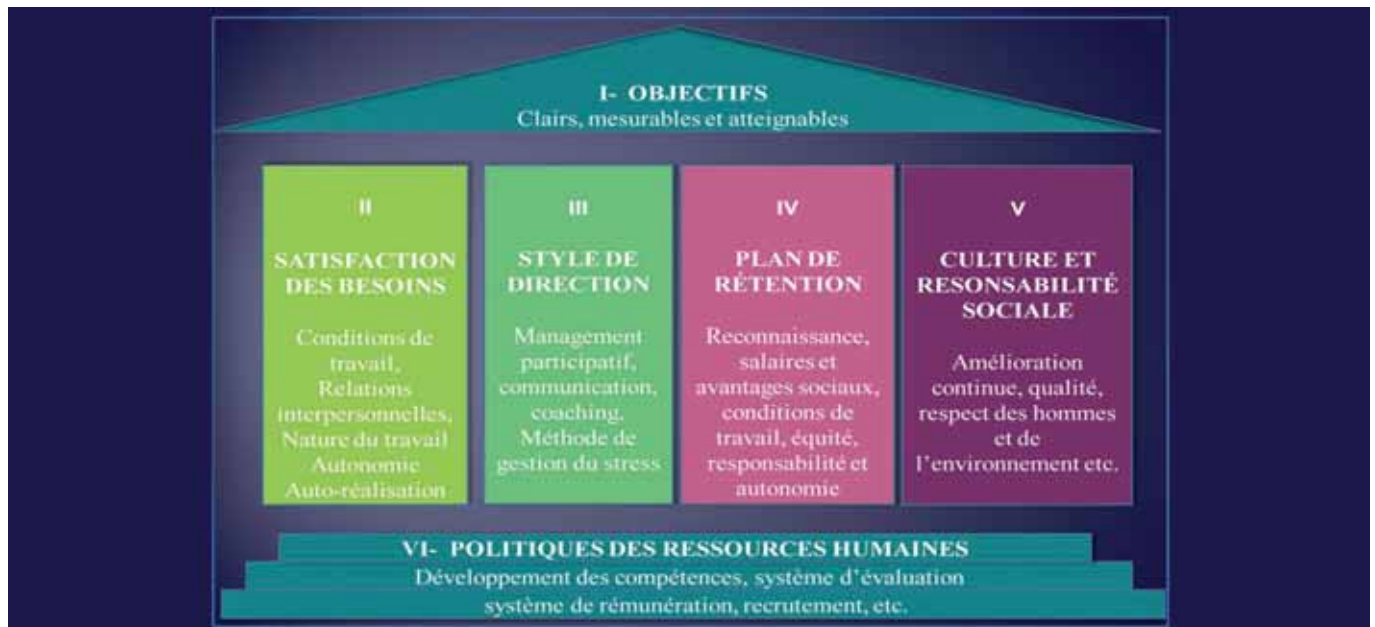 I- OBJECTIFS
Clairs, mesurables et atteignables
II
SATISFACTION
DES BESOINS
Conditions de
travail,
Relations
interpersonnelles,
Nature du travail
Autonomie
Auto-réalisation
III
STYLE DE
DIRECTION
Management
participatif,
communication,
coaching,
Méthode de
gestion du stress
IV
PLAN DE
RÉTENTION
Reconnaissance,
salaires et
avantages sociaux,
conditions de
travail, équité,
responsabilité et
autonomie
V
CULTURE ET
RESONSABILITÉ
SOCIALE
Amélioration
continue, qualité,
respect des hommes
et de
l'environnement etc.
VI- POLITIQUES DES RESSOURCES HUMAINES
Développement des compétences, système d'évaluation
système de rémunération, recrutement, etc.